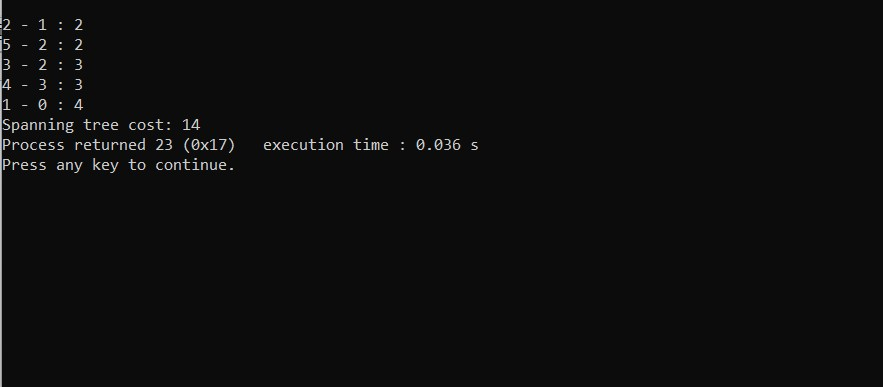 2 - 1 : 2
5 - 2 : 2
3 - 2 : 3
4 - 3 : 3
1 - 0 : 4
Spanning tree cost: 14
Process returned 23 (0x17)   execution time : 0.036 s
Press any key to continue.